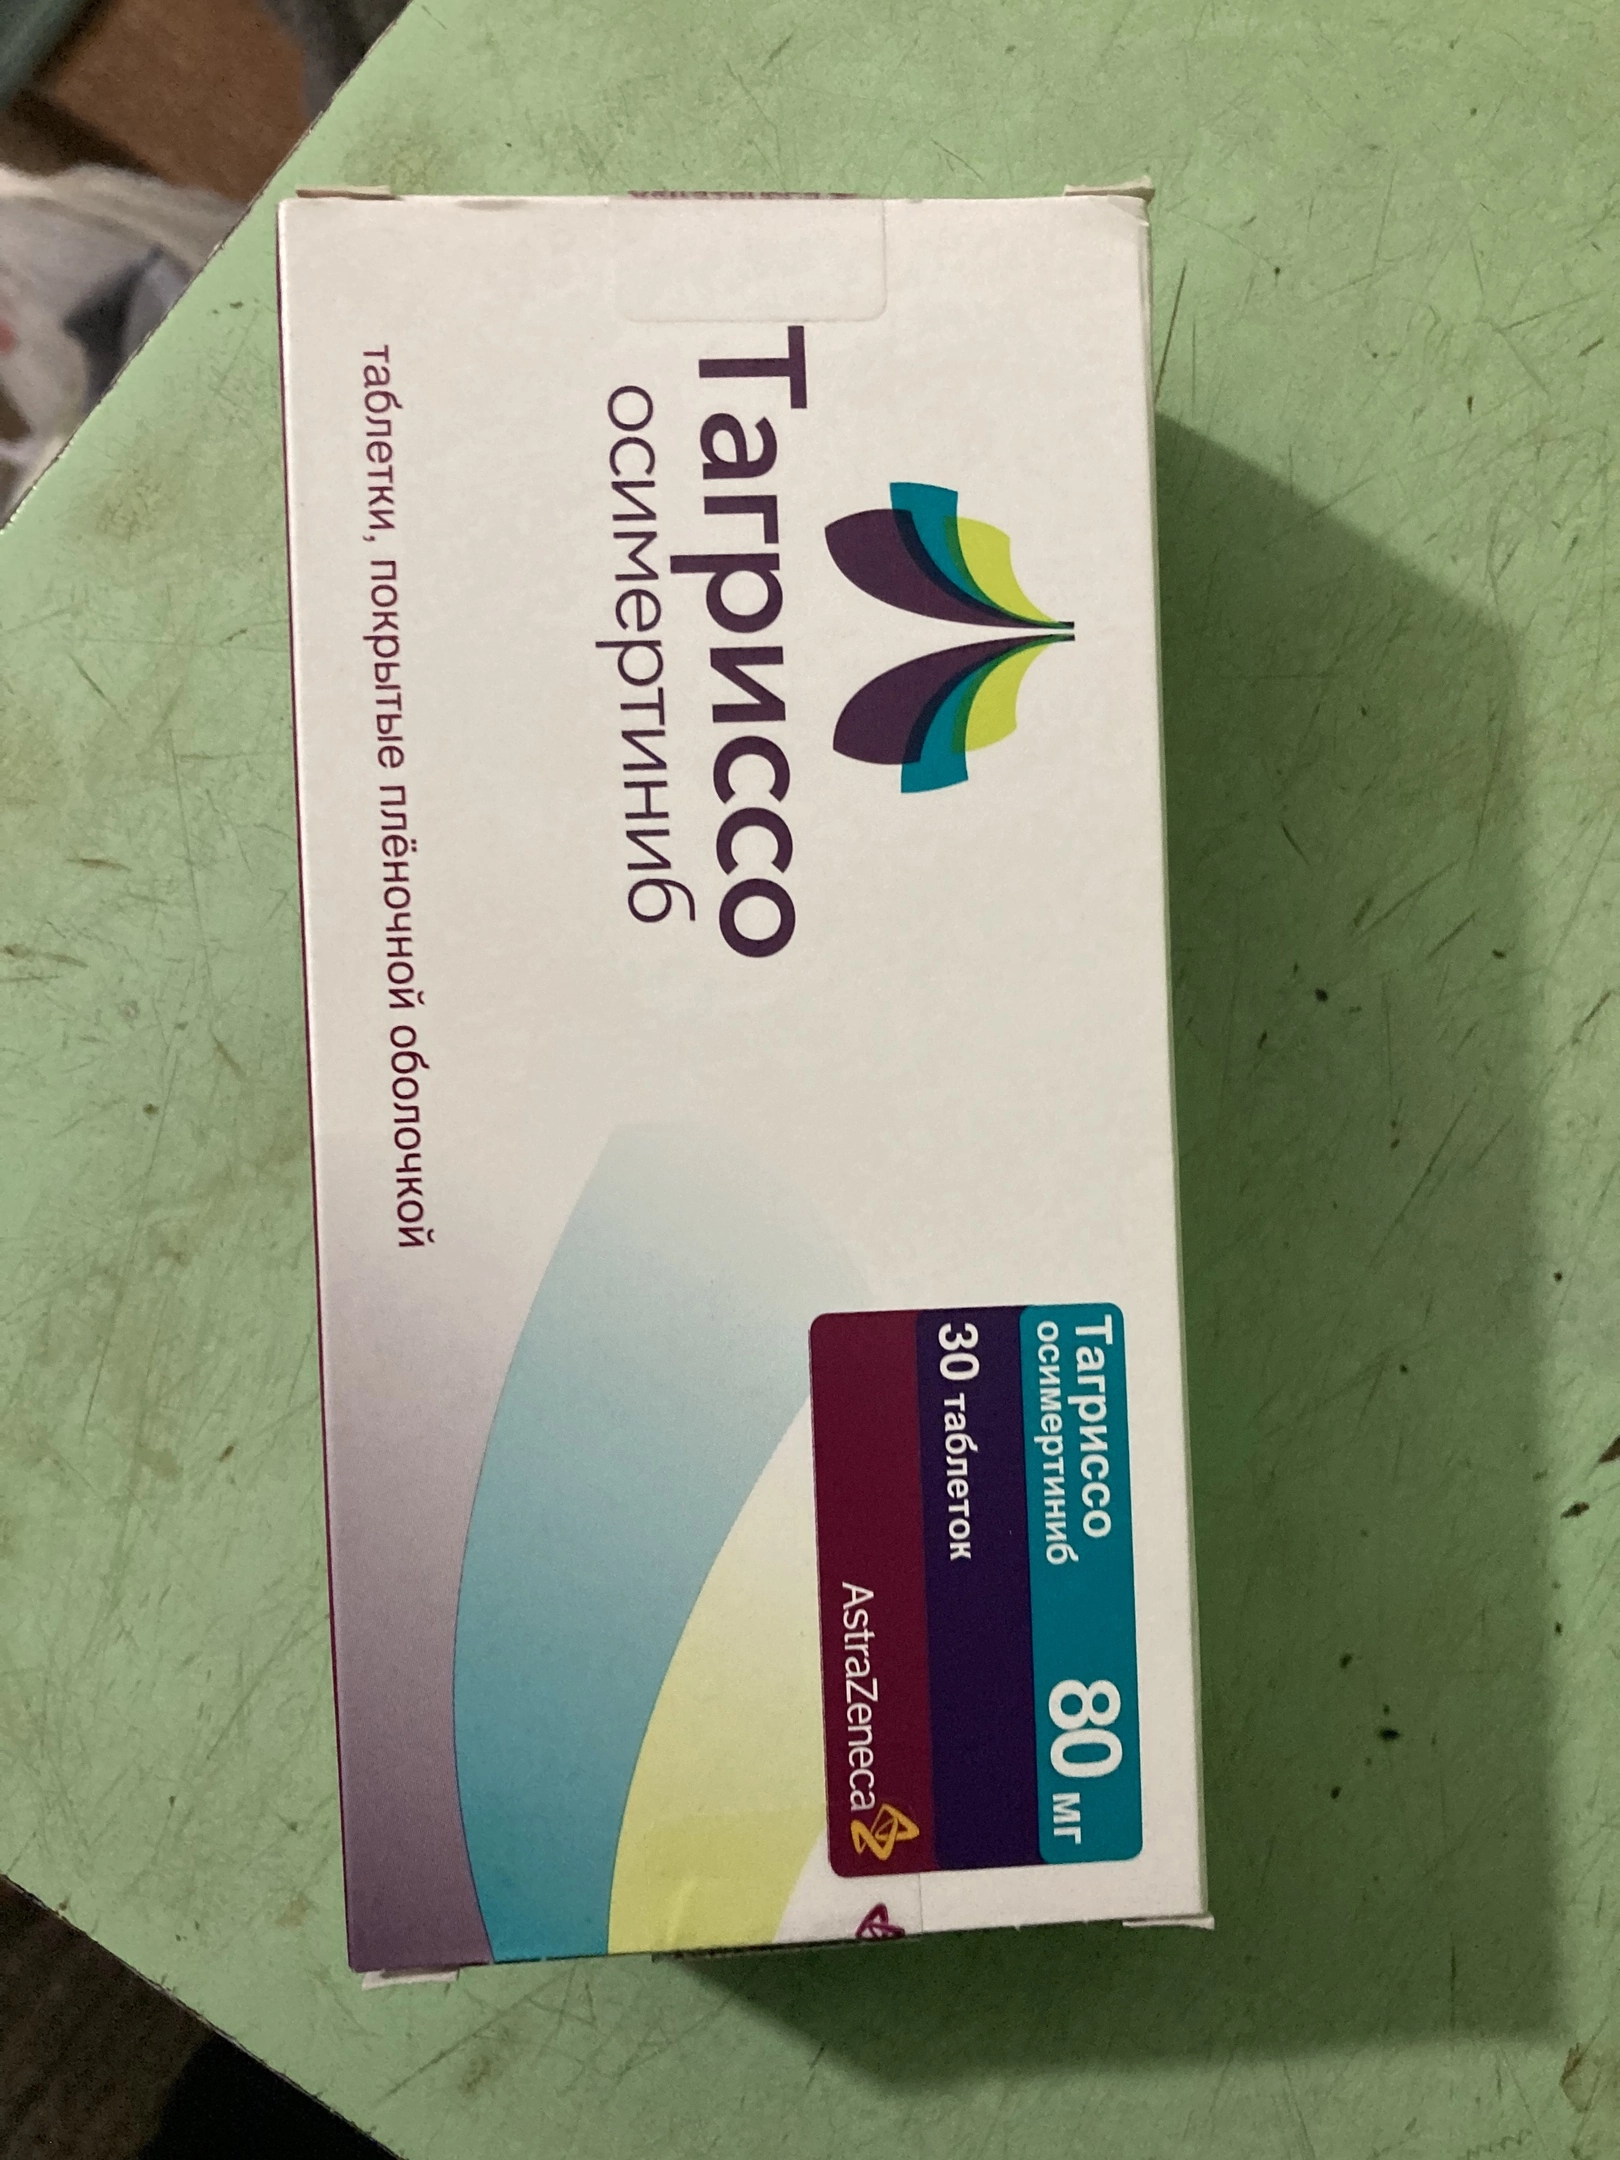 Тагриссо
осимертиниб
таблетки, покрытые плёночной оболочкой
Тагриссо
осимертиниб
80 мг
30 таблеток
AstraZeneca